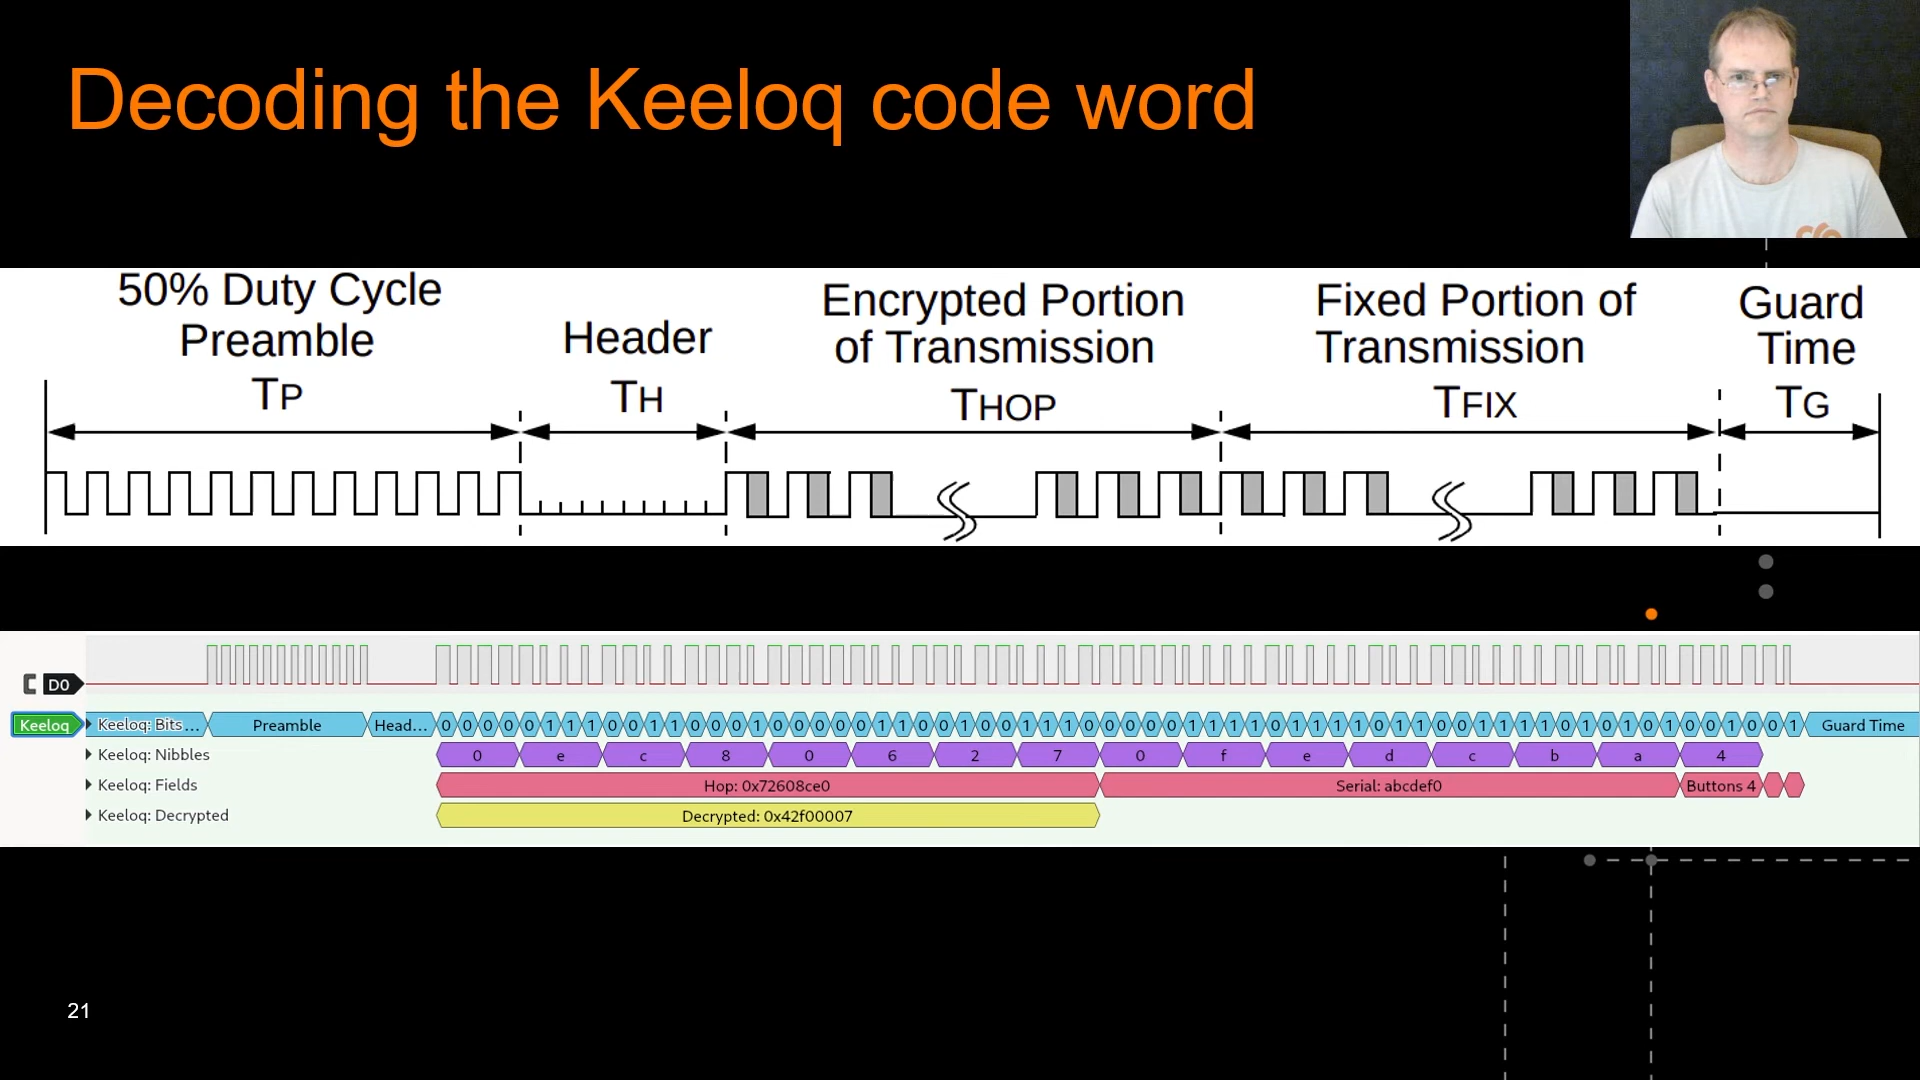 Decoding the Keeloq code word
50% Duty Cycle
Preamble
TP
Header
TH
Encrypted Portion
of Transmission
THOP
Fixed Portion of
Transmission
TFIX
Guard
Time
TG
D0
Keeloq
Keeloq: Bits... Preamble Head... 0 0 0 0 0 1 1 1 0 0 1 1 0 0 0 1 0 0 0 0 0 1 1 0 0 1 0 0 1 1 1 0 0 0 0 0 1 1 1 1 0 1 1 1 1 0 1 1 0 0 1 1 1 1 0 1 0 1 0 1 0 0 1 0 0 1 Guard Time
Keeloq: Nibbles 0 e c 8 0 6 2 7 0 f e d c b a 4
Keeloq: Fields Hop: 0x72608ce0 Serial: abcdef0 Buttons 4
Keeloq: Decrypted Decrypted: 0x42f00007
21